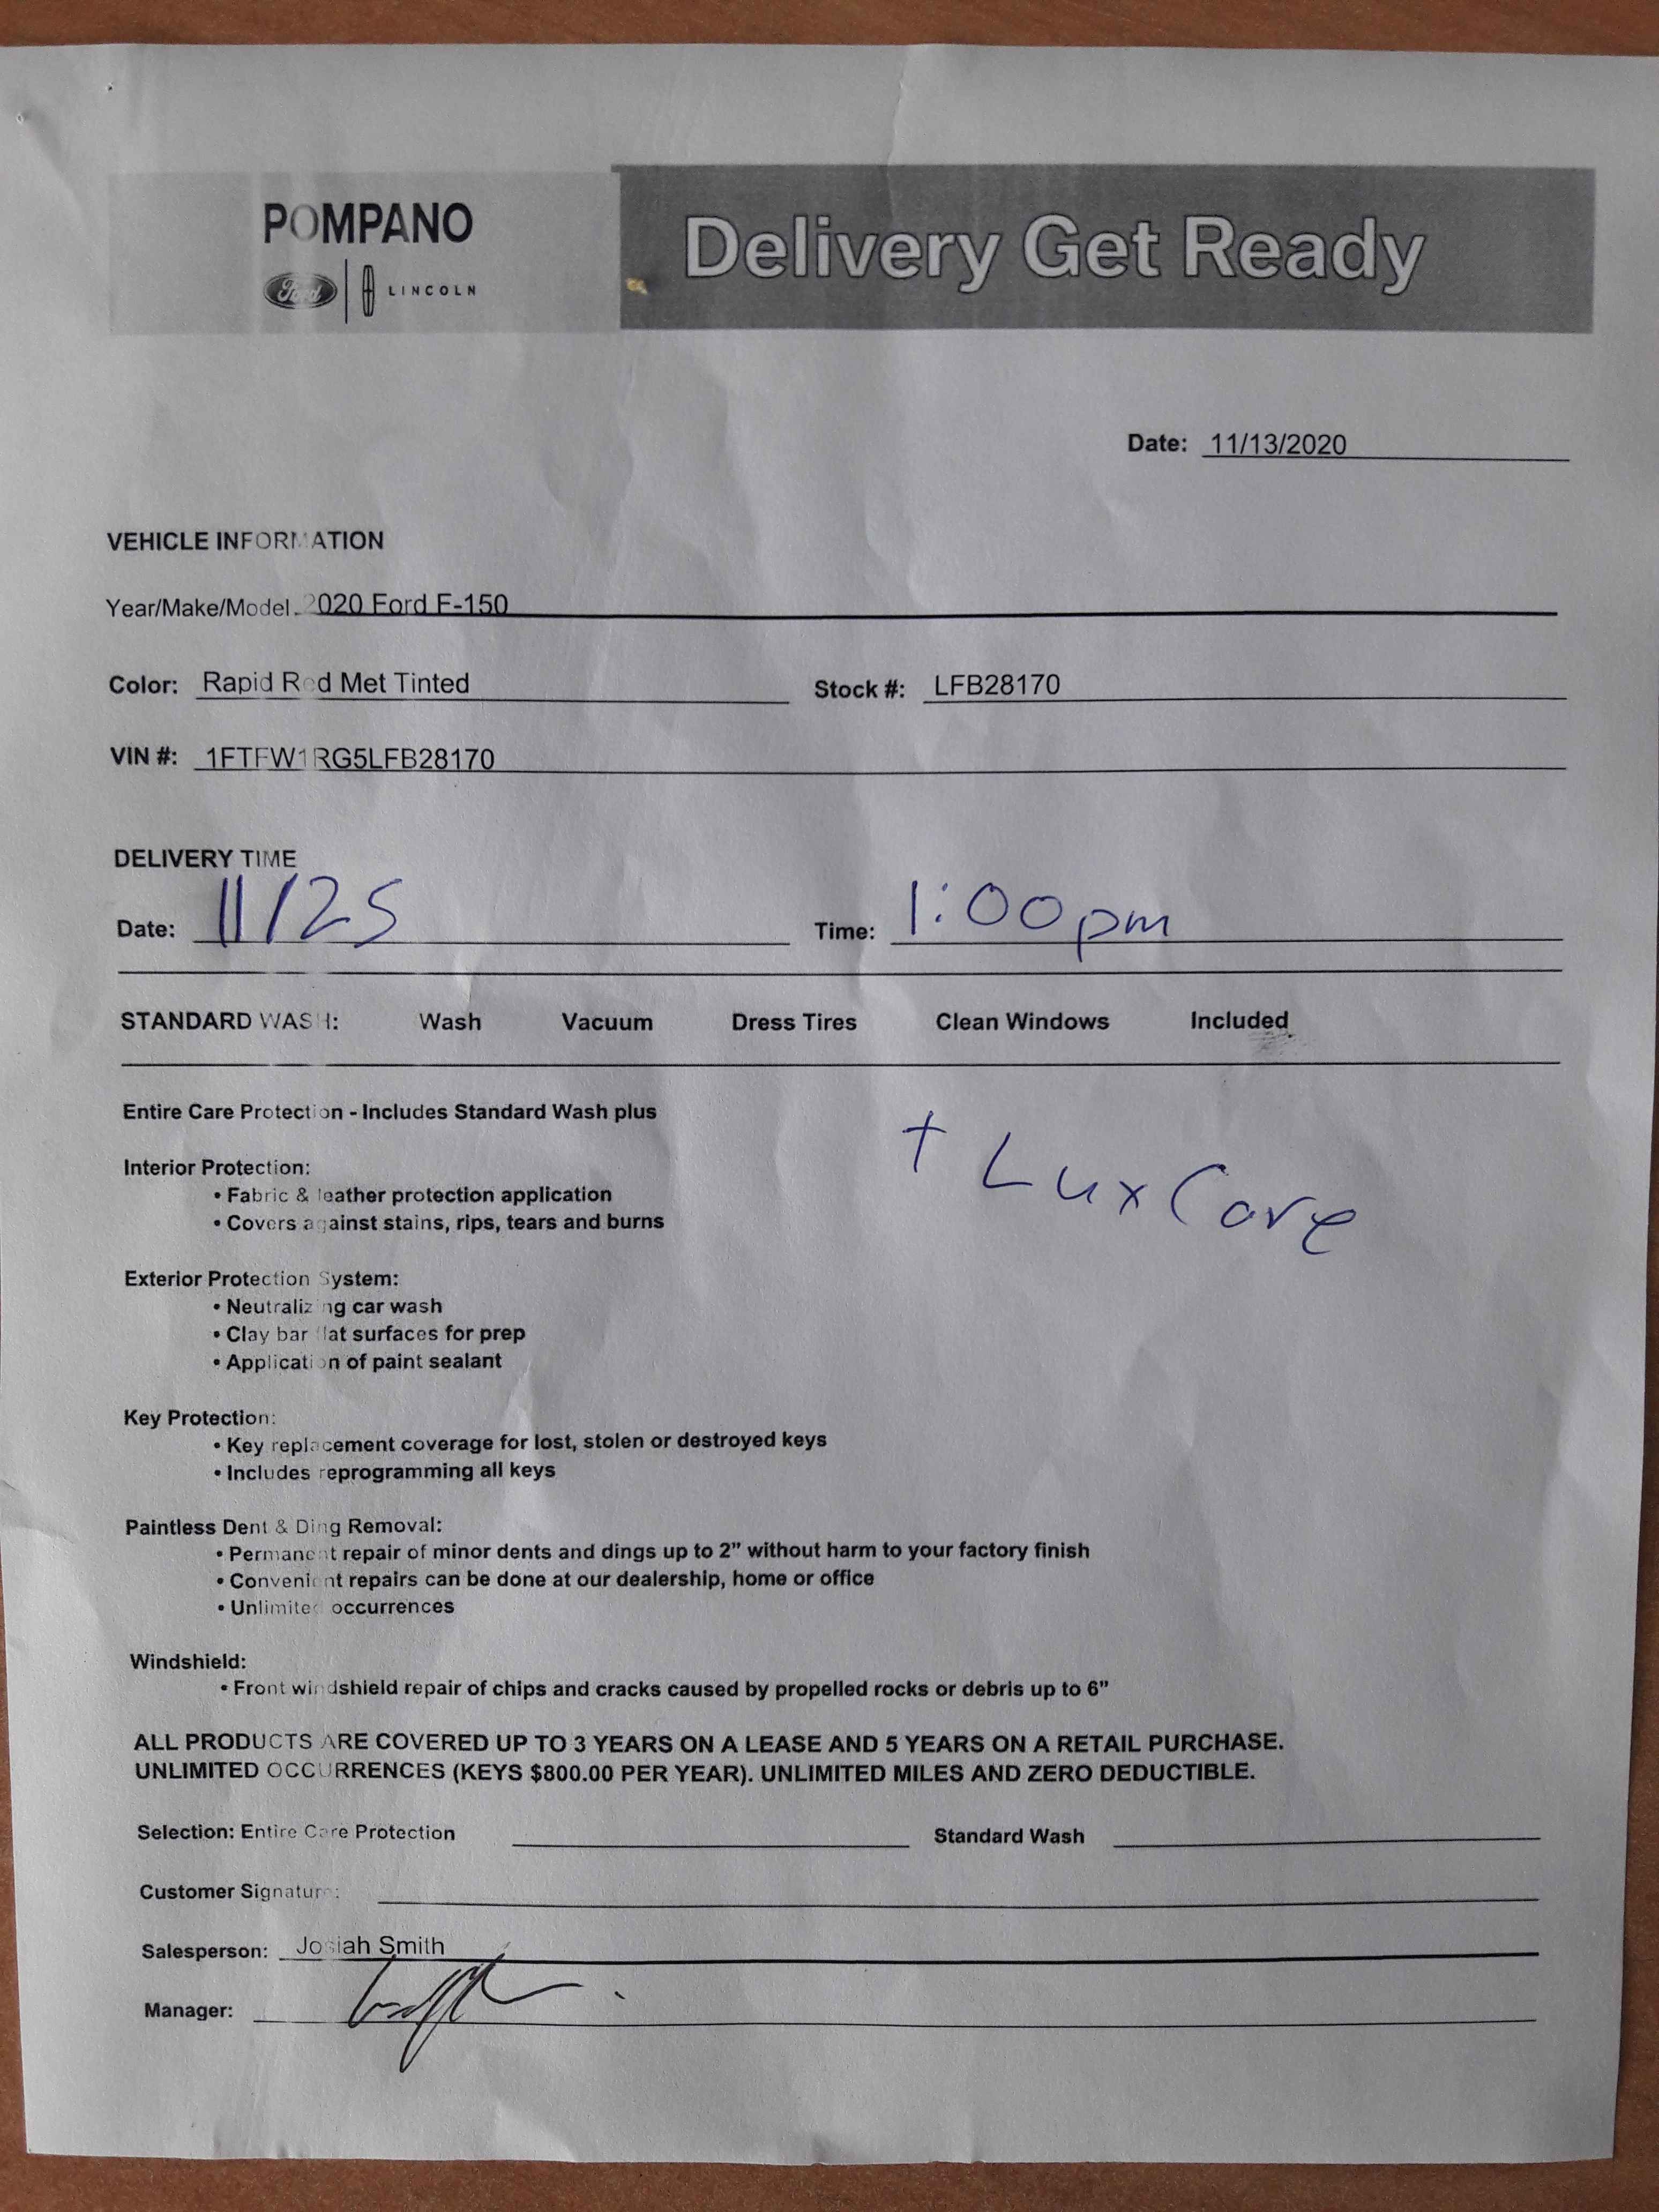 POMPANO
Ford LINCOLN
Delivery Get Ready
Date: 11/13/2020
VEHICLE INFORMATION
Year/Make/Model 2020 Ford F-150
Color: Rapid Red Met Tinted Stock #: LFB28170
VIN #: 1FTFW1RG5LFB28170
DELIVERY TIME
Date: 11/25 Time: 1:00pm
STANDARD WASH: Wash Vacuum Dress Tires Clean Windows Included
Entire Care Protection - Includes Standard Wash plus
+ LuxCare
Interior Protection:
• Fabric & leather protection application
• Covers against stains, rips, tears and burns
Exterior Protection System:
• Neutralizing car wash
• Clay bar flat surfaces for prep
• Application of paint sealant
Key Protection:
• Key replacement coverage for lost, stolen or destroyed keys
• Includes reprogramming all keys
Paintless Dent & Ding Removal:
• Permanent repair of minor dents and dings up to 2” without harm to your factory finish
• Convenient repairs can be done at our dealership, home or office
• Unlimited occurrences
Windshield:
• Front windshield repair of chips and cracks caused by propelled rocks or debris up to 6”
ALL PRODUCTS ARE COVERED UP TO 3 YEARS ON A LEASE AND 5 YEARS ON A RETAIL PURCHASE.
UNLIMITED OCCURRENCES (KEYS $800.00 PER YEAR). UNLIMITED MILES AND ZERO DEDUCTIBLE.
Selection: Entire Care Protection Standard Wash
Customer Signature:
Salesperson: Josiah Smith
Manager: